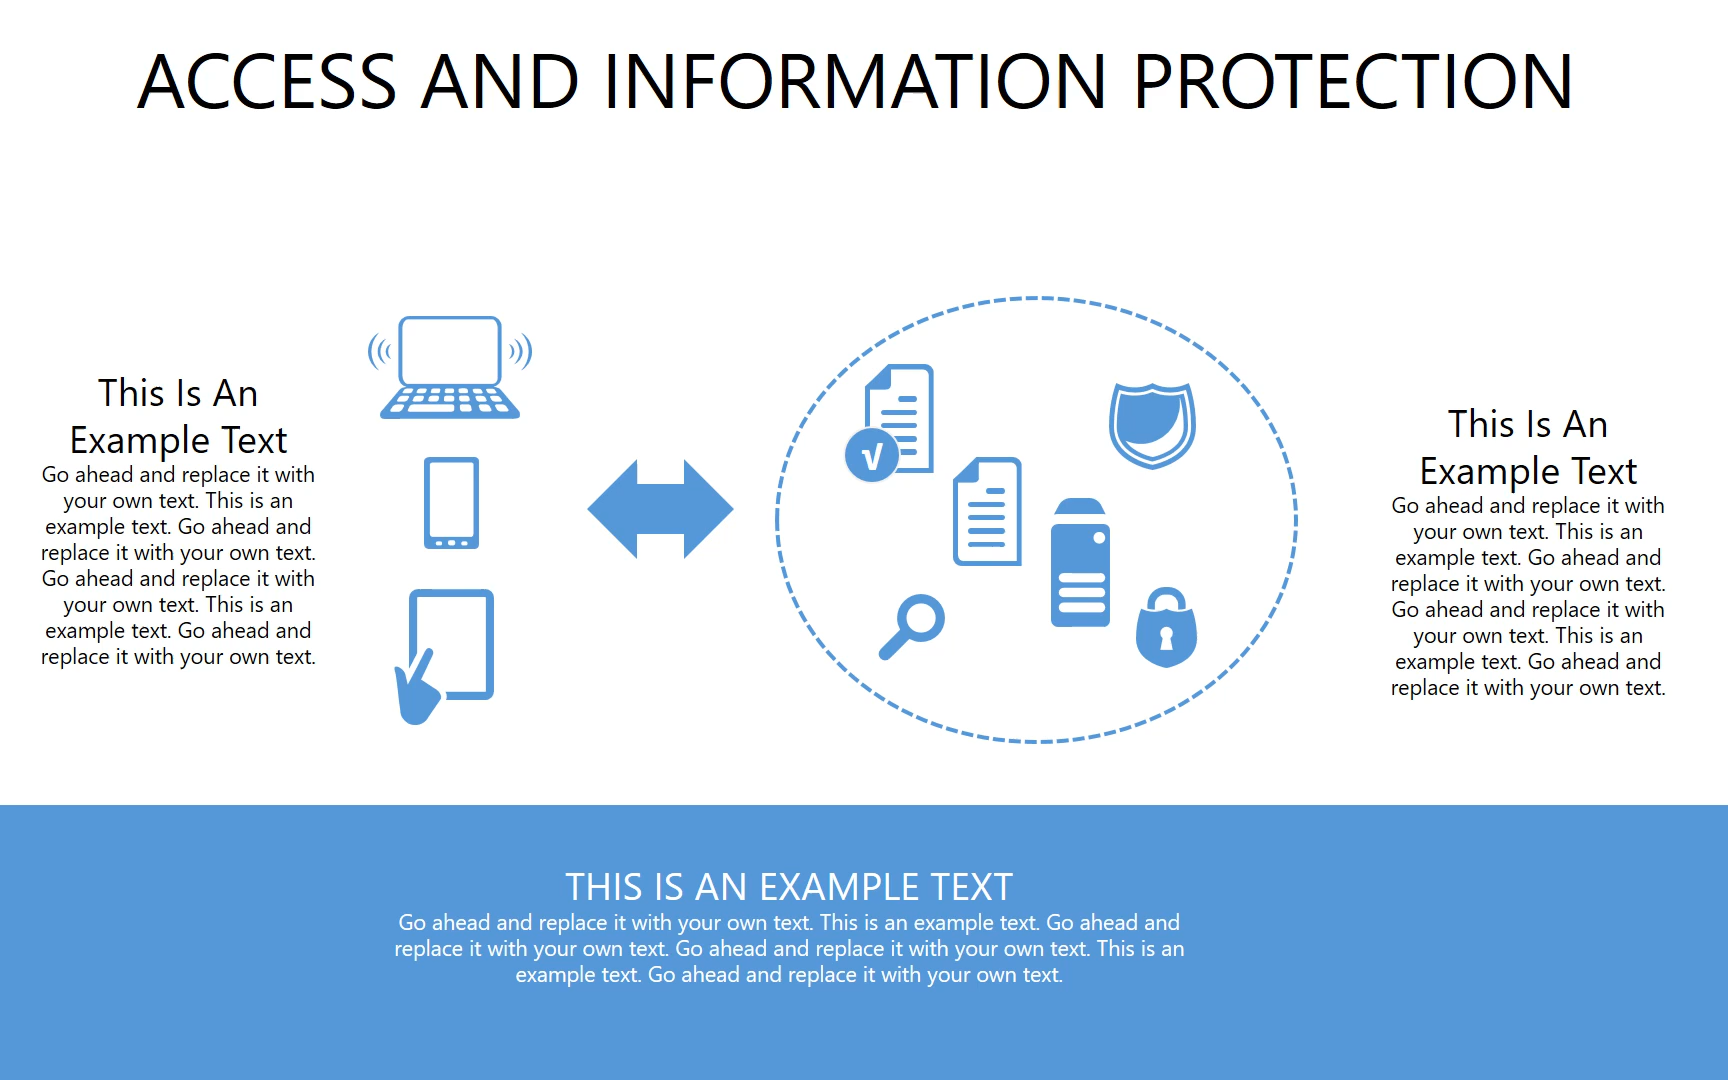 ACCESS AND INFORMATION PROTECTION
This Is An
Example Text
Go ahead and replace it with
your own text. This is an
example text. Go ahead and
replace it with your own text.
Go ahead and replace it with
your own text. This is an
example text. Go ahead and
replace it with your own text.
√
This Is An
Example Text
Go ahead and replace it with
your own text. This is an
example text. Go ahead and
replace it with your own text.
Go ahead and replace it with
your own text. This is an
example text. Go ahead and
replace it with your own text.
THIS IS AN EXAMPLE TEXT
Go ahead and replace it with your own text. This is an example text. Go ahead and
replace it with your own text. Go ahead and replace it with your own text. This is an
example text. Go ahead and replace it with your own text.